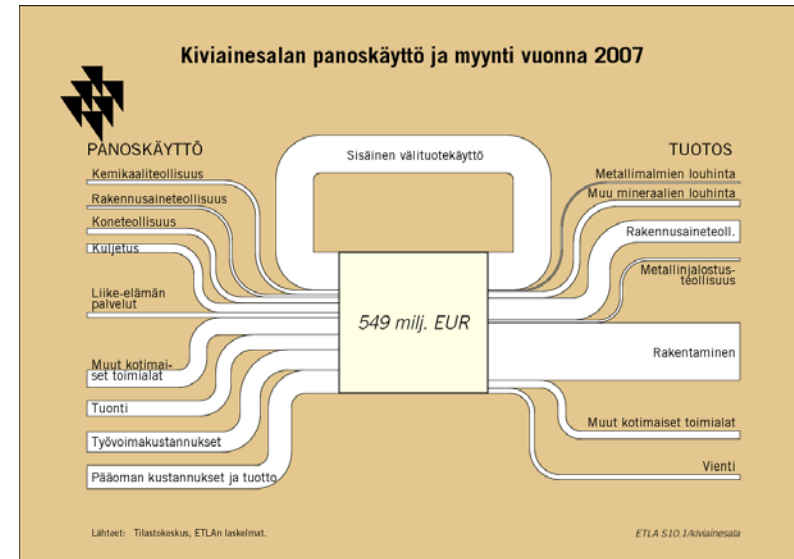 Kiviainesalan panoskäyttö ja myynti vuonna 2007
PANOSKÄYTTÖ
Kemikaaliteollisuus
Rakennusaineteollisuus
Koneteollisuus
Kuljetus
Liike-elämän
palvelut
Muut kotimai-
set toimialat
Tuonti
Työvoimakustannukset
Pääoman kustannukset ja tuotto
Sisäinen välituotekäyttö
549 milj. EUR
TUOTOS
Metallimalmien louhinta
Muu mineraalien louhinta
Rakennusaineteoll.
Metallinjalostus-
teollisuus
Rakentaminen
Muut kotimaiset toimialat
Vienti
Lähteet: Tilastokeskus, ETLAn laskelmat.
ETLA S10.1/kiviainesala